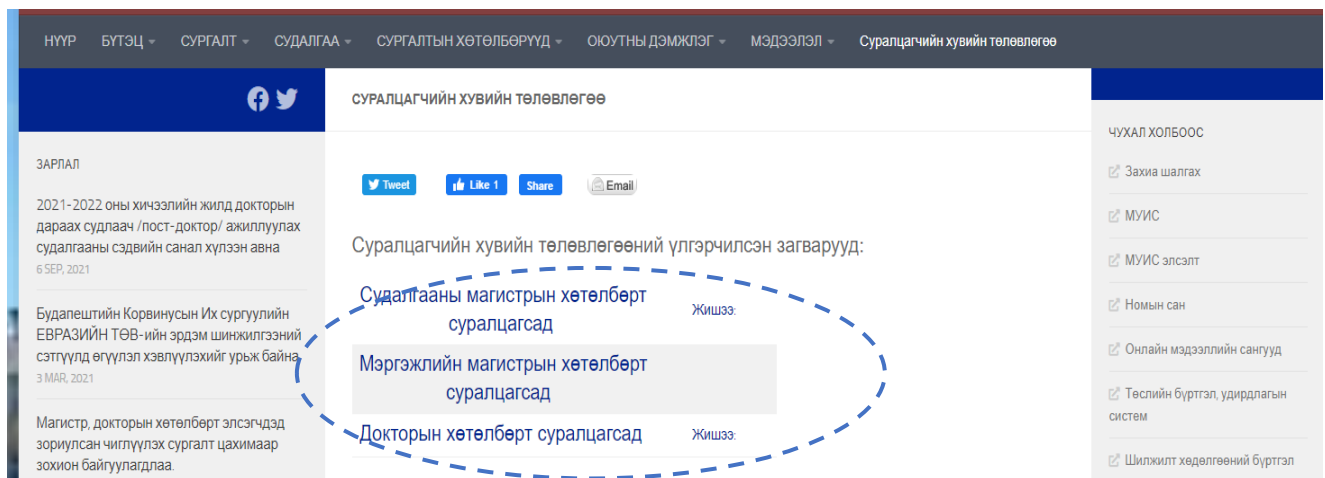 НҮҮР БҮТЭЦ СУРГАЛТ СУДАЛГАА СУРГАЛТЫН ХӨТӨЛБӨРҮҮД ОЮУТНЫ ДЭМЖЛЭГ МЭДЭЭЛЭЛ Суралцагчийн хувийн төлөвлөгөө
ЗАРЛАЛ
2021-2022 оны хичээлийн жилд докторын
дараах судлаач /пост-доктор/ ажиллуулах
судалгааны сэдвийн санал хүлээн авна
6 SEP, 2021
Будапештийн Корвинусын Их сургуулийн
ЕВРАЗИЙН ТӨВ-ийн эрдэм шинжилгээний
сэтгүүлд өгүүлэл хэвлүүлэхийг урьж байна.
3 MAR, 2021
Магистр, докторын хөтөлбөрт элсэгчдэд
зориулсан чиглүүлэх сургалт цахимаар
зохион байгуулагдлаа.
СУРАЛЦАГЧИЙН ХУВИЙН ТӨЛӨВЛӨГӨӨ
Tweet Like 1 Share Email
Суралцагчийн хувийн төлөвлөгөөний үлгэрчилсэн загварууд:
Судалгааны магистрын хөтөлбөрт
суралцагсад
Жишээ:
Мэргэжлийн магистрын хөтөлбөрт
суралцагсад
Докторын хөтөлбөрт суралцагсад Жишээ:
ЧУХАЛ ХОЛБООС
Захиа шалгах
МУИС
МУИС элсэлт
Номын сан
Онлайн мэдээллийн сангууд
Төслийн бүртгэл, удирдлагын
систем
Шилжилт хөдөлгөөний бүртгэл